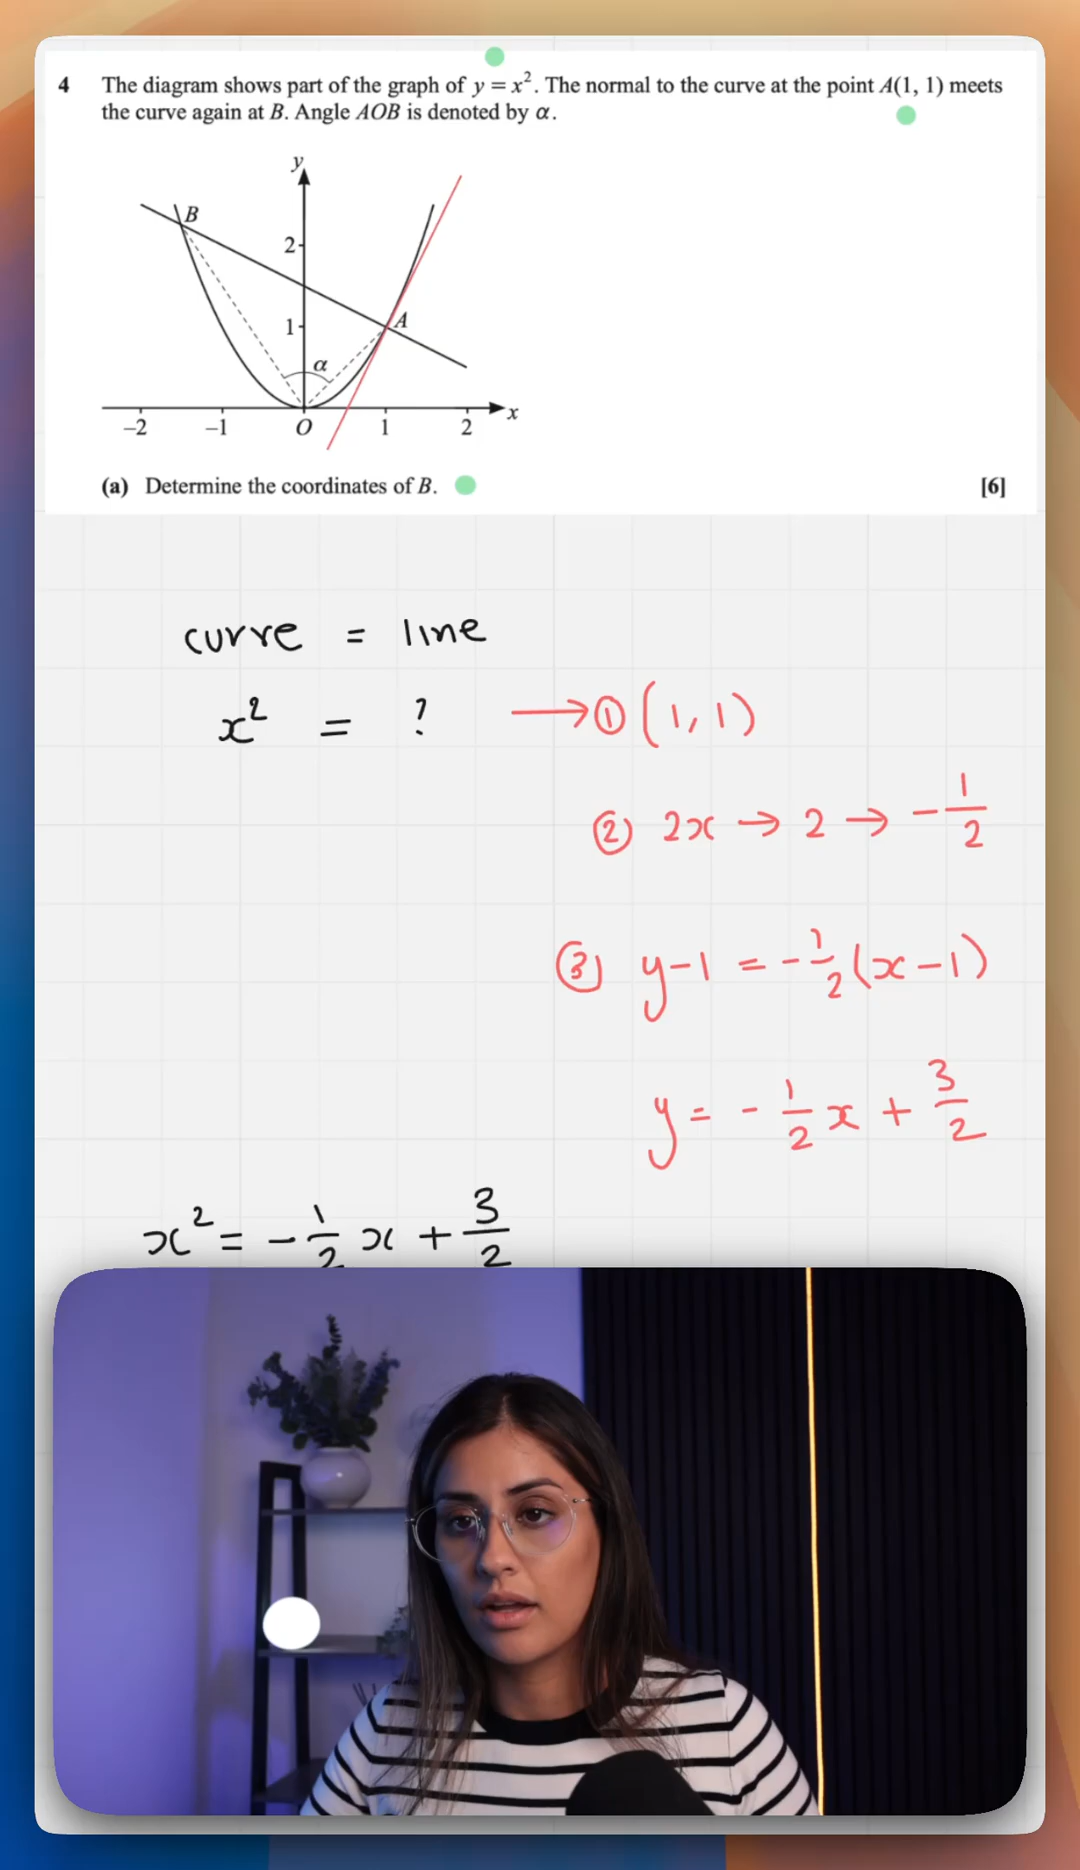 4 The diagram shows part of the graph of y = x². The normal to the curve at the point A(1, 1) meets
the curve again at B. Angle AOB is denoted by α.
y
B
2
1
A
α
−2 −1 O 1 2 x
(a) Determine the coordinates of B. [6]
curve = line
x² = ? → ① (1, 1)
② 2x → 2 → −1/2
③ y−1 = −1/2(x−1)
y = −1/2 x + 3/2
x² = −1/2 x + 3/2